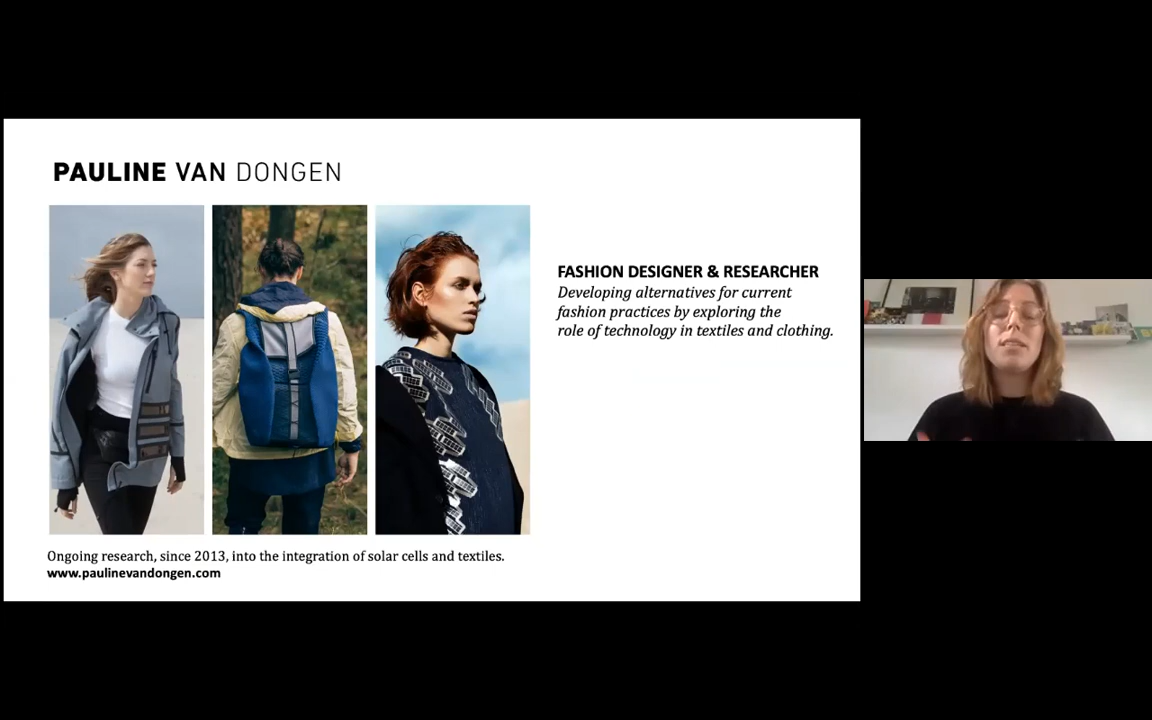 PAULINE VAN DONGEN
FASHION DESIGNER & RESEARCHER
Developing alternatives for current
fashion practices by exploring the
role of technology in textiles and clothing.
Ongoing research, since 2013, into the integration of solar cells and textiles.
www.paulinevandongen.com